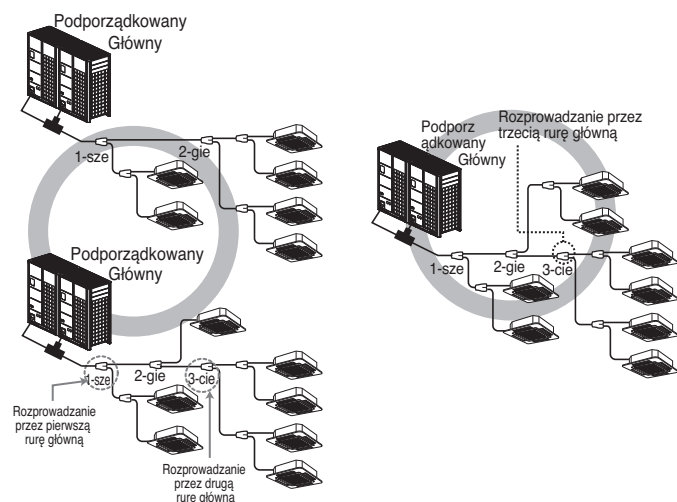 Podporządkowany
Główny
1-sze
2-gie
Podporządkowany
Główny
1-sze
2-gie
3-cie
Rozprowadzanie
przez pierwszą
rurę główną
Rozprowadzanie
przez drugą
rurę główną
Rozprowadzanie przez
trzecią rurę główną
Podporz
ądkowany
Główny
1-sze
2-gie
3-cie